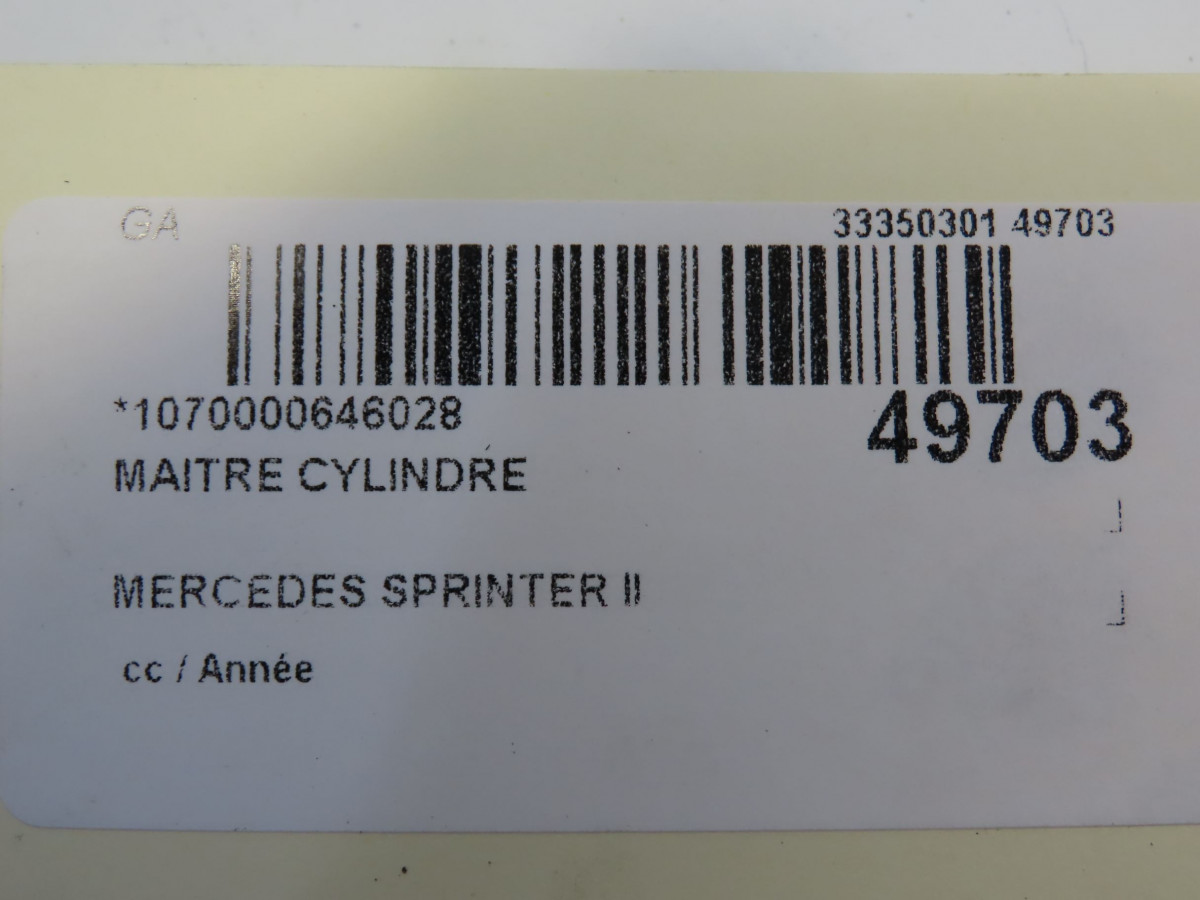 GA
33350301 49703
*1070000646028
49703
MAITRE CYLINDRE
MERCEDES SPRINTER II
cc / Année